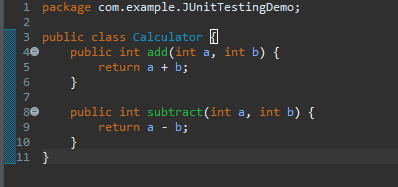 1 package com.example.JUnitTestingDemo;
2
3 public class Calculator {
4 public int add(int a, int b) {
5 return a + b;
6 }
7
8 public int subtract(int a, int b) {
9 return a - b;
10 }
11 }